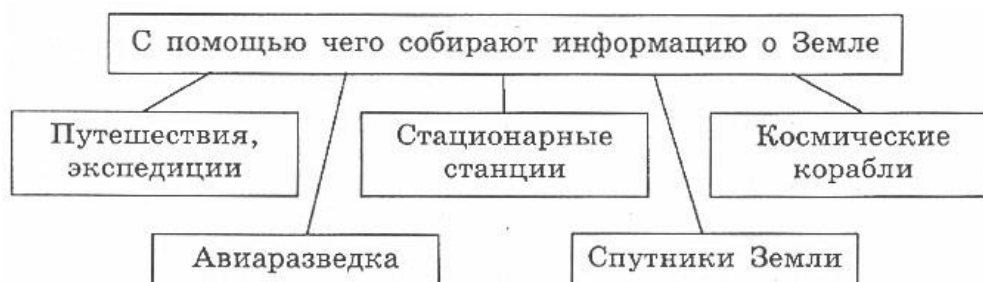 С помощью чего собирают информацию о Земле
Путешествия,
экспедиции
Стационарные
станции
Космические
корабли
Авиаразведка
Спутники Земли